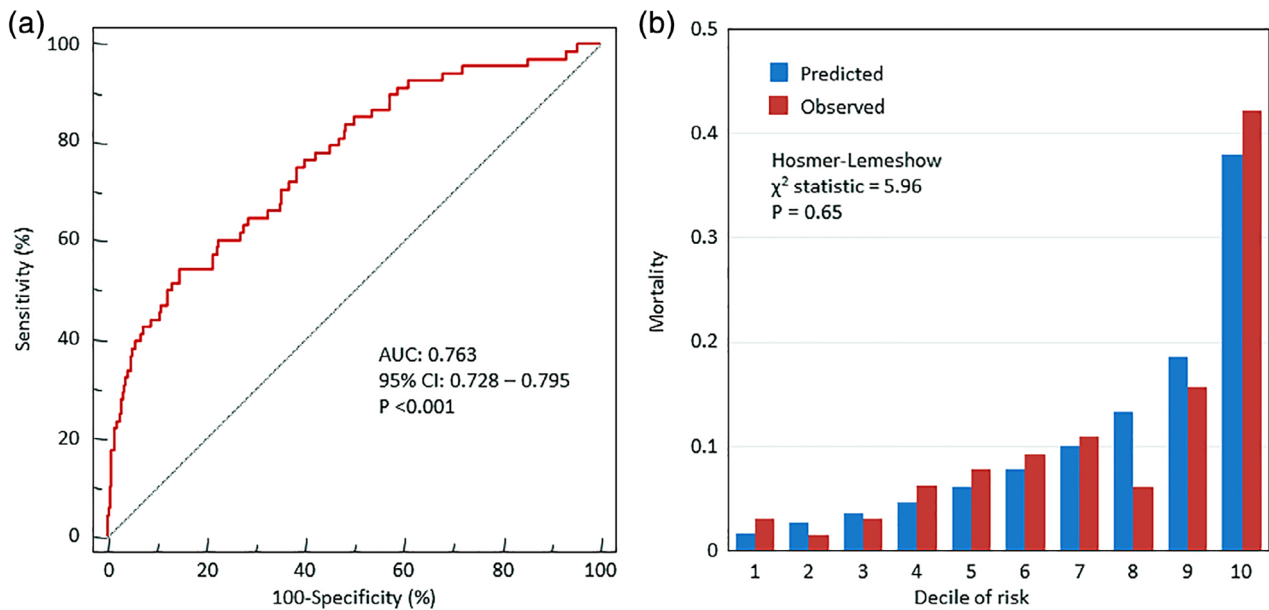 (a)
100
80
60
40
20
0
Sensitivity (%)
AUC: 0.763
95% CI: 0.728 – 0.795
P <0.001
0 20 40 60 80 100
100-Specificity (%)
(b)
0.5
0.4
0.3
0.2
0.1
0
Mortality
Predicted
Observed
Hosmer-Lemeshow
χ² statistic = 5.96
P = 0.65
1 2 3 4 5 6 7 8 9 10
Decile of risk